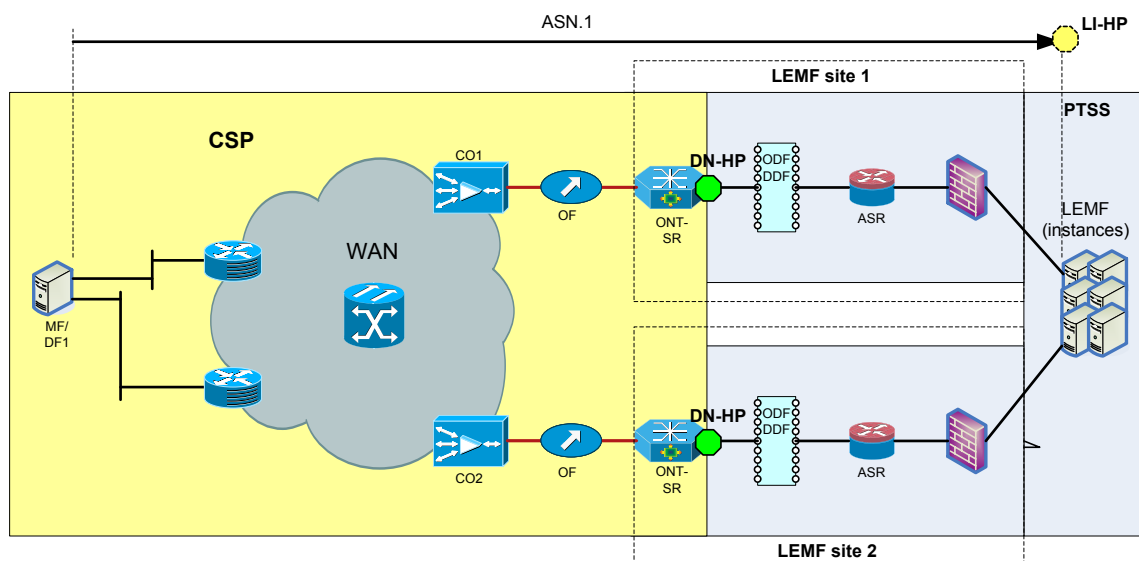 ASN.1
LI-HP
LEMF site 1
PTSS
CSP
CO1
DN-HP
ODF
DDF
OF
ONT-
SR
ASR
LEMF
(instances)
WAN
MF/
DF1
DN-HP
ODF
DDF
CO2
OF
ONT-
SR
ASR
LEMF site 2